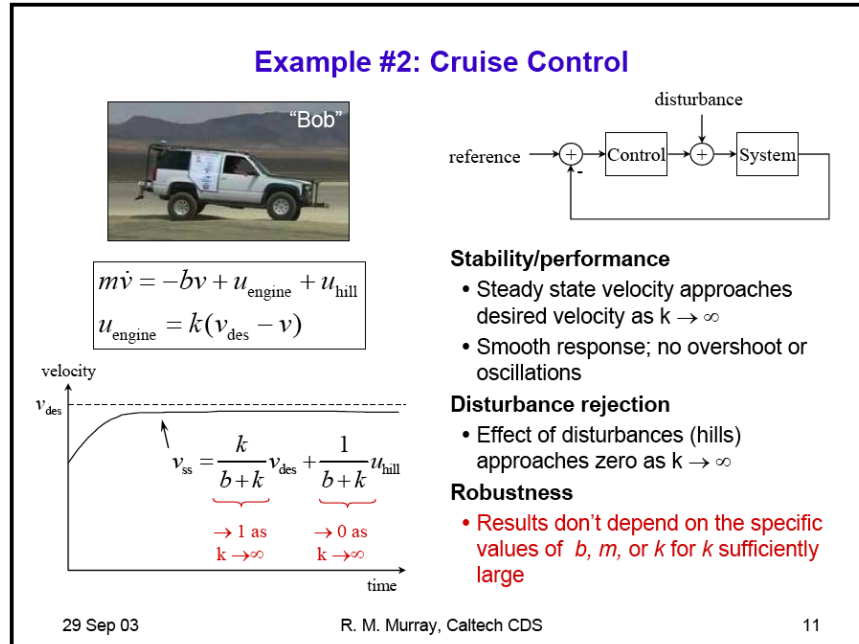 Example #2: Cruise Control
"Bob"
disturbance
reference
+
-
Control
+
System
mv̇ = −bv + u_engine + u_hill
u_engine = k(v_des − v)
velocity
v_des
v_ss = k/(b+k) v_des + 1/(b+k) u_hill
→ 1 as
k →∞
→ 0 as
k →∞
time
Stability/performance
• Steady state velocity approaches
desired velocity as k → ∞
• Smooth response; no overshoot or
oscillations
Disturbance rejection
• Effect of disturbances (hills)
approaches zero as k → ∞
Robustness
• Results don't depend on the specific
values of b, m, or k for k sufficiently
large
29 Sep 03
R. M. Murray, Caltech CDS
11